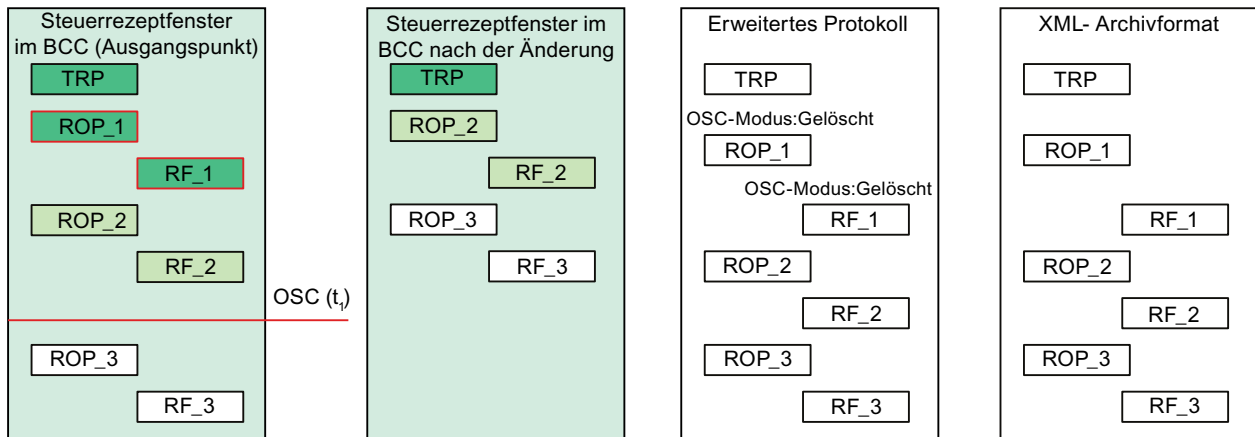 Steuerrezeptfenster
im BCC (Ausgangspunkt)
TRP
ROP_1
RF_1
ROP_2
RF_2
OSC (t₁)
ROP_3
RF_3
Steuerrezeptfenster im
BCC nach der Änderung
TRP
ROP_2
RF_2
ROP_3
RF_3
Erweitertes Protokoll
TRP
OSC-Modus:Gelöscht
ROP_1
OSC-Modus:Gelöscht
RF_1
ROP_2
RF_2
ROP_3
RF_3
XML- Archivformat
TRP
ROP_1
RF_1
ROP_2
RF_2
ROP_3
RF_3